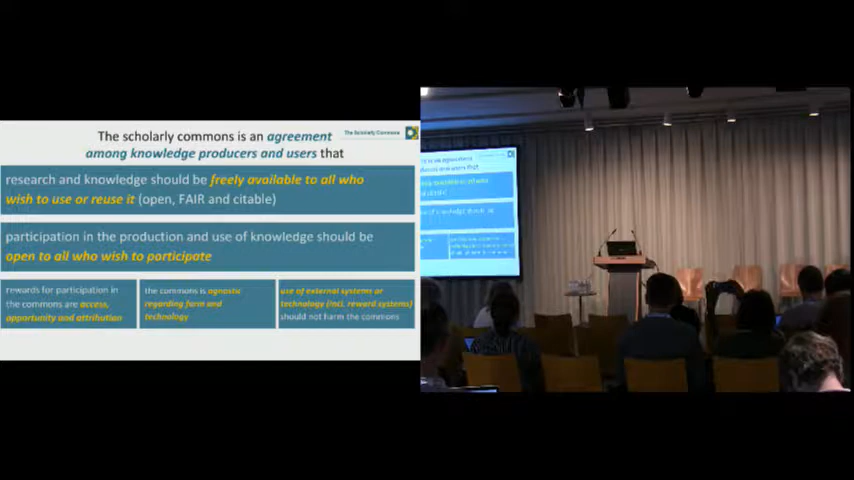 The scholarly commons is an agreement
The Scholarly Commons
among knowledge producers and users that
research and knowledge should be freely available to all who
wish to use or reuse it (open, FAIR and citable)
participation in the production and use of knowledge should be
open to all who wish to participate
rewards for participation in
the commons are access,
opportunity and attribution
the commons is agnostic
regarding form and
technology
use of external systems or
technology (incl. reward systems)
should not harm the commons